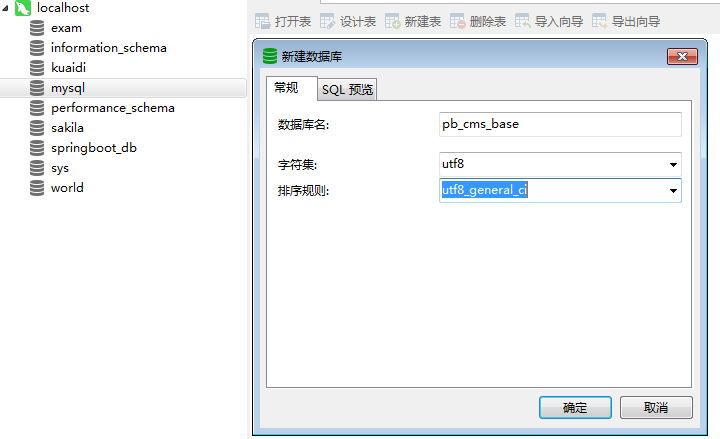 localhost
exam
information_schema
kuaidi
mysql
performance_schema
sakila
springboot_db
sys
world
打开表 设计表 新建表 删除表 导入向导 导出向导
新建数据库
常规 SQL 预览
数据库名: pb_cms_base
字符集: utf8
排序规则: utf8_general_ci
确定 取消